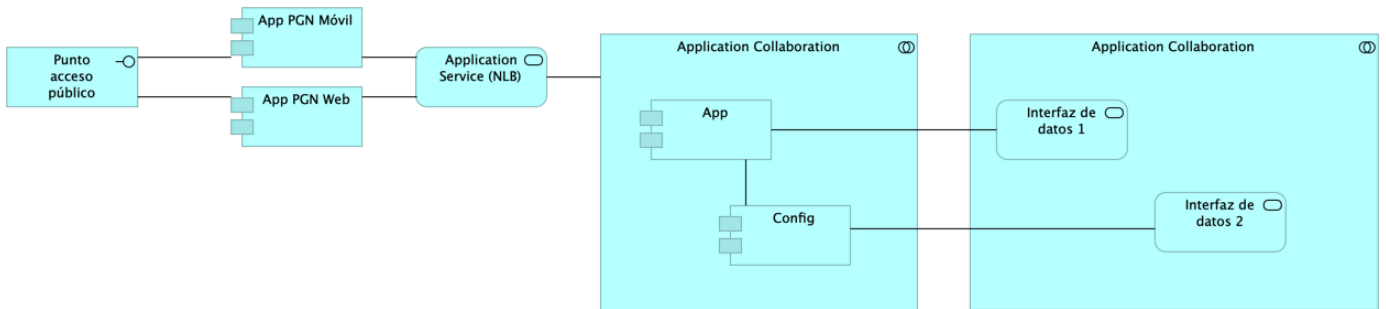 Punto
acceso
público
App PGN Móvil
App PGN Web
Application
Service (NLB)
Application Collaboration
App
Config
Application Collaboration
Interfaz de
datos 1
Interfaz de
datos 2